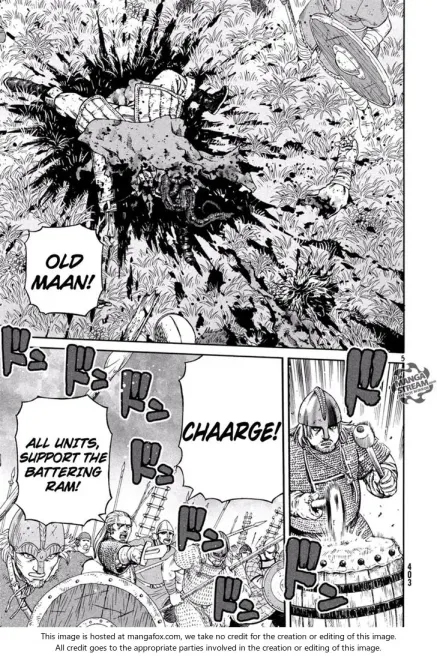 OLD
MAAN!
5
MANGA
STREAM
ドン
ドン
ドン
ドン
ドン
ドン
ド
ドン
CHAARGE!
ALL UNITS,
SUPPORT THE
BATTERING
RAM!
403
This image is hosted at mangafox.com, we take no credit for the creation or editing of this image.
All credit goes to the appropriate parties involved in the creation or editing of this image.